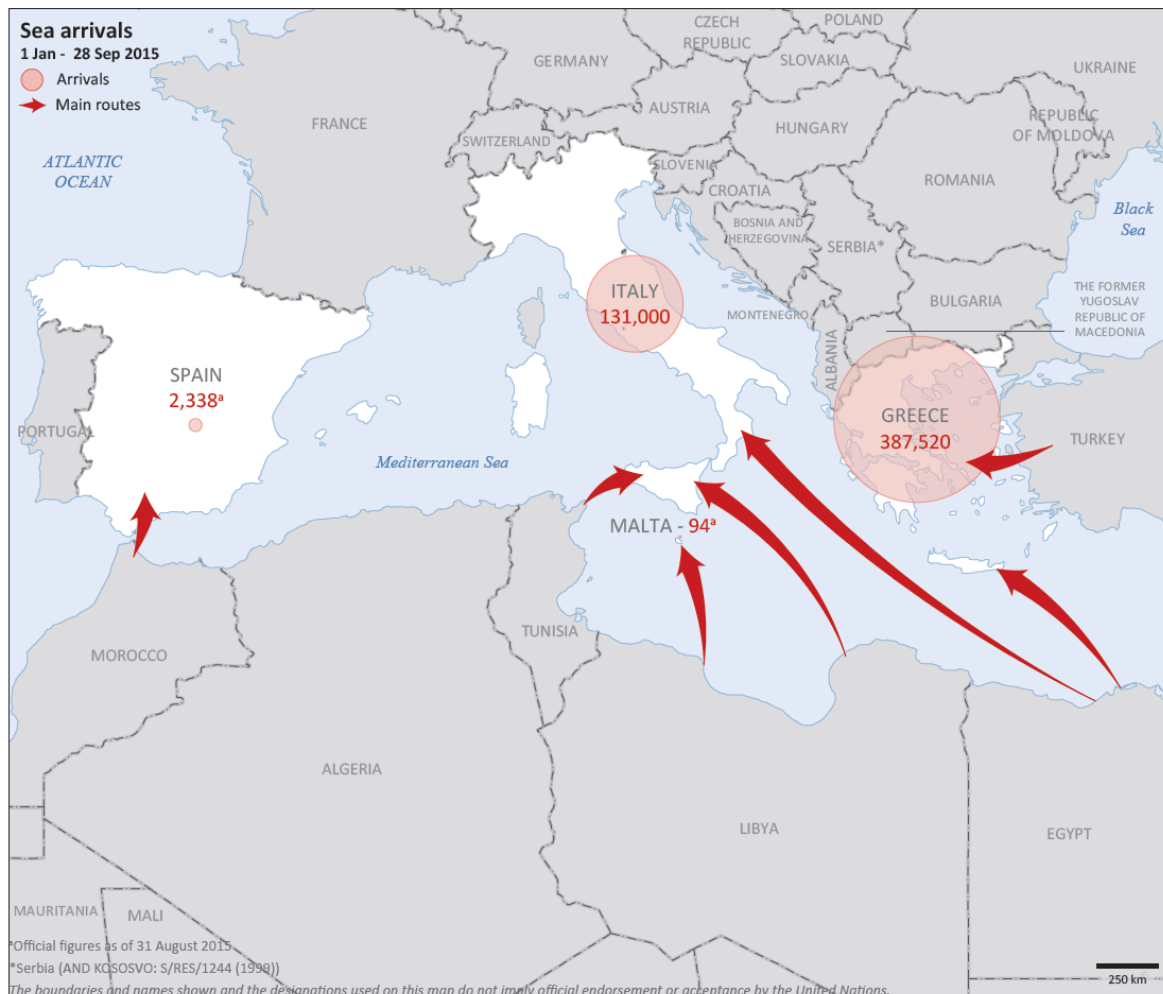 Sea arrivals
1 Jan - 28 Sep 2015
Arrivals
Main routes
POLAND
CZECH
REPUBLIC
GERMANY
SLOVAKIA
UKRAINE
AUSTRIA
REPUBLIC
OF MOLDOVA
FRANCE
HUNGARY
SWITZERLAND
ATLANTIC
OCEAN
SLOVENIA
ROMANIA
CROATIA
Black
Sea
BOSNIA AND
HERZEGOVINA
SERBIA*
ITALY
131,000
BULGARIA
THE FORMER
YUGOSLAV
REPUBLIC OF
MACEDONIA
MONTENEGRO
ALBANIA
SPAIN
2,338ᵃ
GREECE
387,520
PORTUGAL
TURKEY
Mediterranean Sea
MALTA - 94ᵃ
TUNISIA
MOROCCO
ALGERIA
LIBYA
EGYPT
MAURITANIA
MALI
ᵃOfficial figures as of 31 August 2015
*Serbia (AND KOSOSVO: S/RES/1244 (1999))
250 km
The boundaries and names shown and the designations used on this map do not imply official endorsement or acceptance by the United Nations.